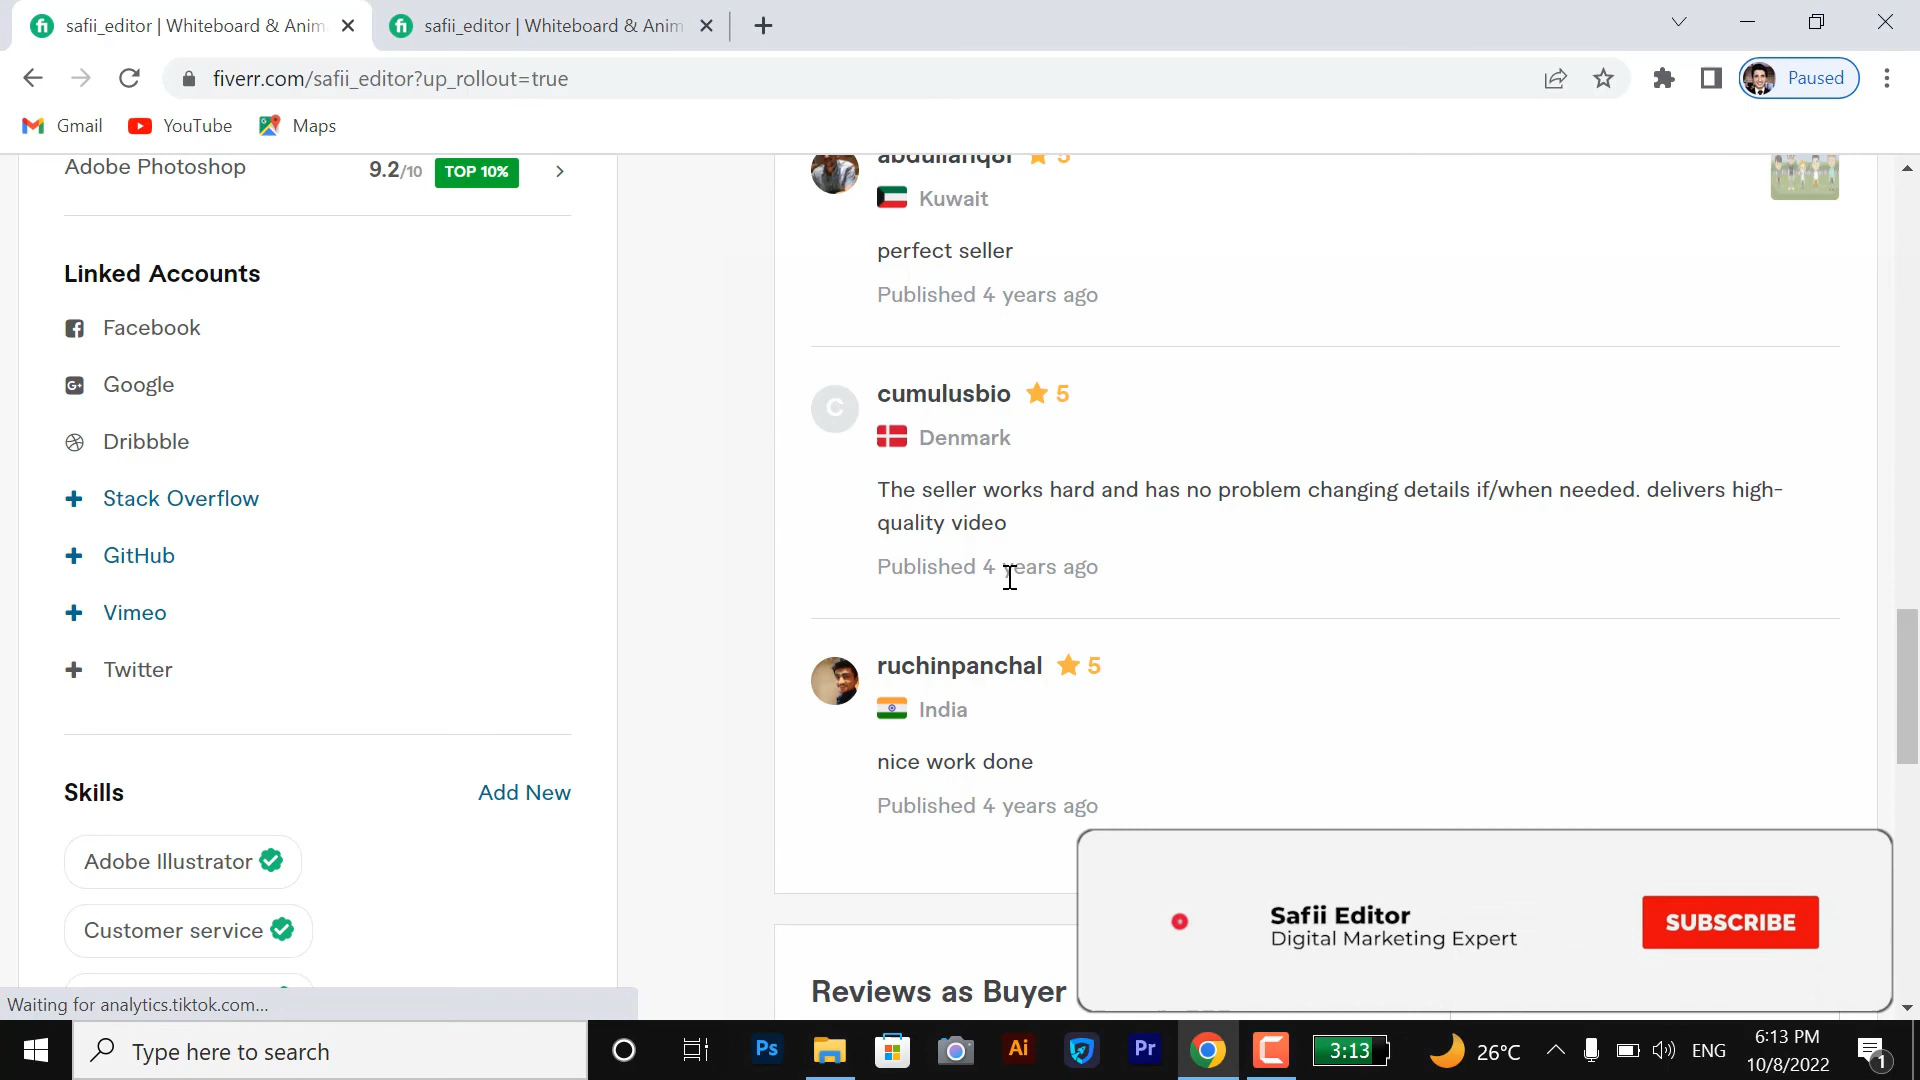 safii_editor | Whiteboard & Anim
safii_editor | Whiteboard & Anim
fiverr.com/safii_editor?up_rollout=true
Paused
Gmail
YouTube
Maps
Adobe Photoshop
9.2/10
TOP 10%
Linked Accounts
Facebook
Google
Dribbble
Stack Overflow
GitHub
Vimeo
Twitter
Skills
Add New
Adobe Illustrator
Customer service
5
Kuwait
perfect seller
Published 4 years ago
C
cumulusbio
5
Denmark
The seller works hard and has no problem changing details if/when needed. delivers high-
quality video
Published 4 years ago
ruchinpanchal
5
India
nice work done
Published 4 years ago
Reviews as Buyer
Safii Editor
Digital Marketing Expert
SUBSCRIBE
Waiting for analytics.tiktok.com...
Type here to search
Ps
Ai
Pr
3:13
26°C
ENG
6:13 PM
10/8/2022
1